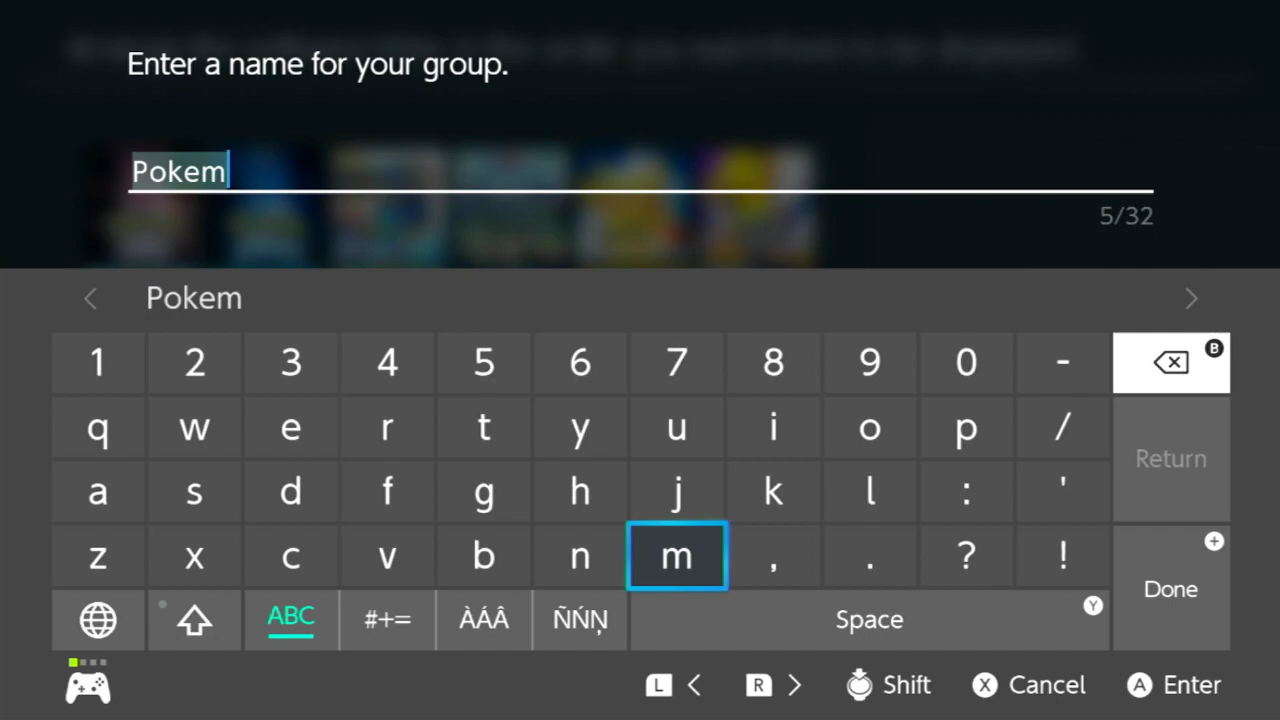 Enter a name for your group.
Pokem
5/32
Pokem
1 2 3 4 5 6 7 8 9 0 - B
q w e r t y u i o p /
Return
a s d f g h j k l : '
z x c v b n m , . ? ! +
Done
ABC #+= ÀÁÂ ÑŃŅ Space Y
L R Shift X Cancel A Enter